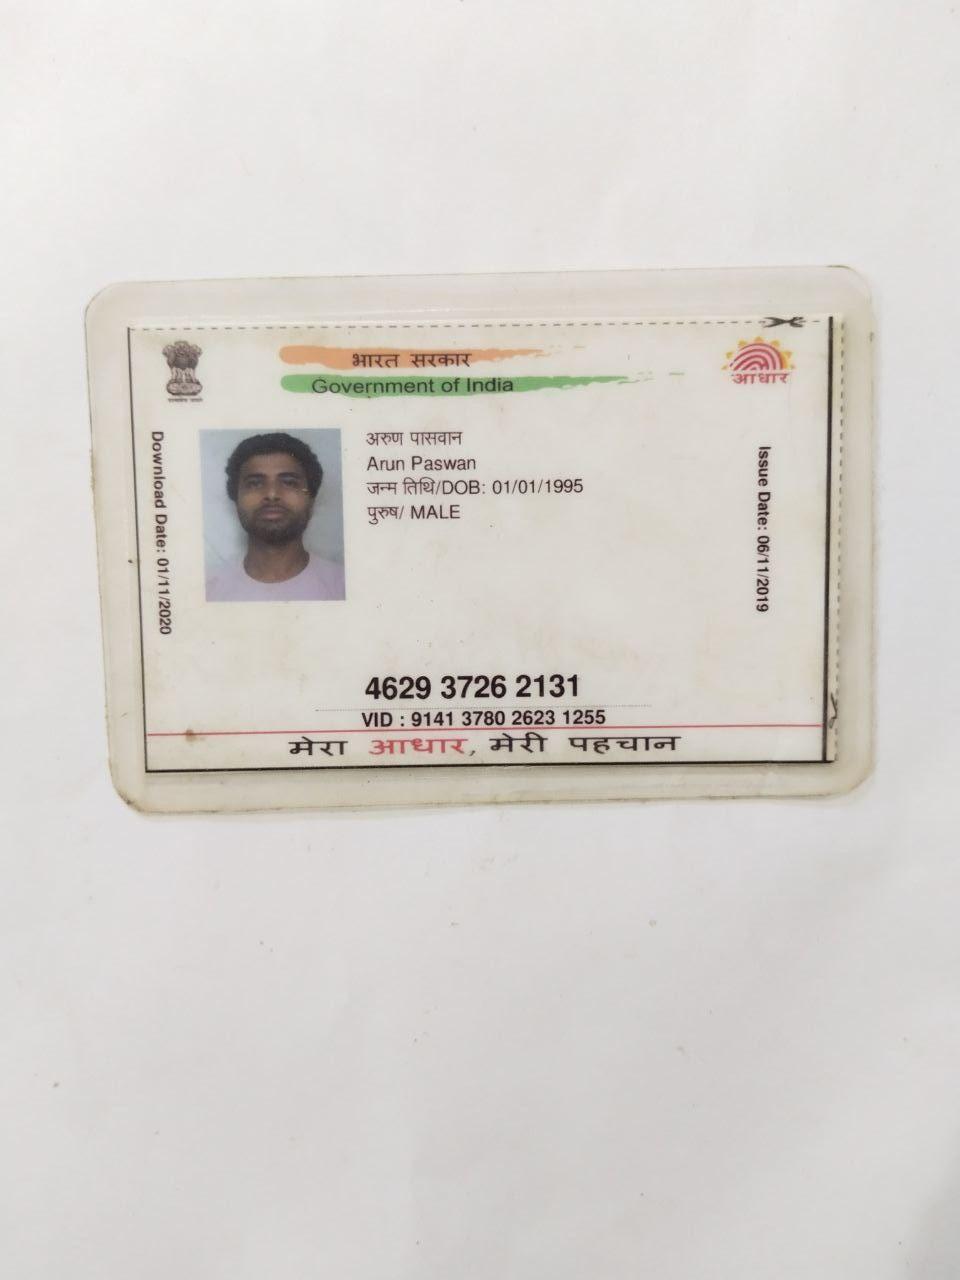 भारत सरकार
Government of India
आधार
Download Date: 01/11/2020
अरुण पासवान
Arun Paswan
जन्म तिथि/DOB: 01/01/1995
पुरुष/ MALE
Issue Date: 06/11/2019
4629 3726 2131
VID : 9141 3780 2623 1255
मेरा आधार, मेरी पहचान